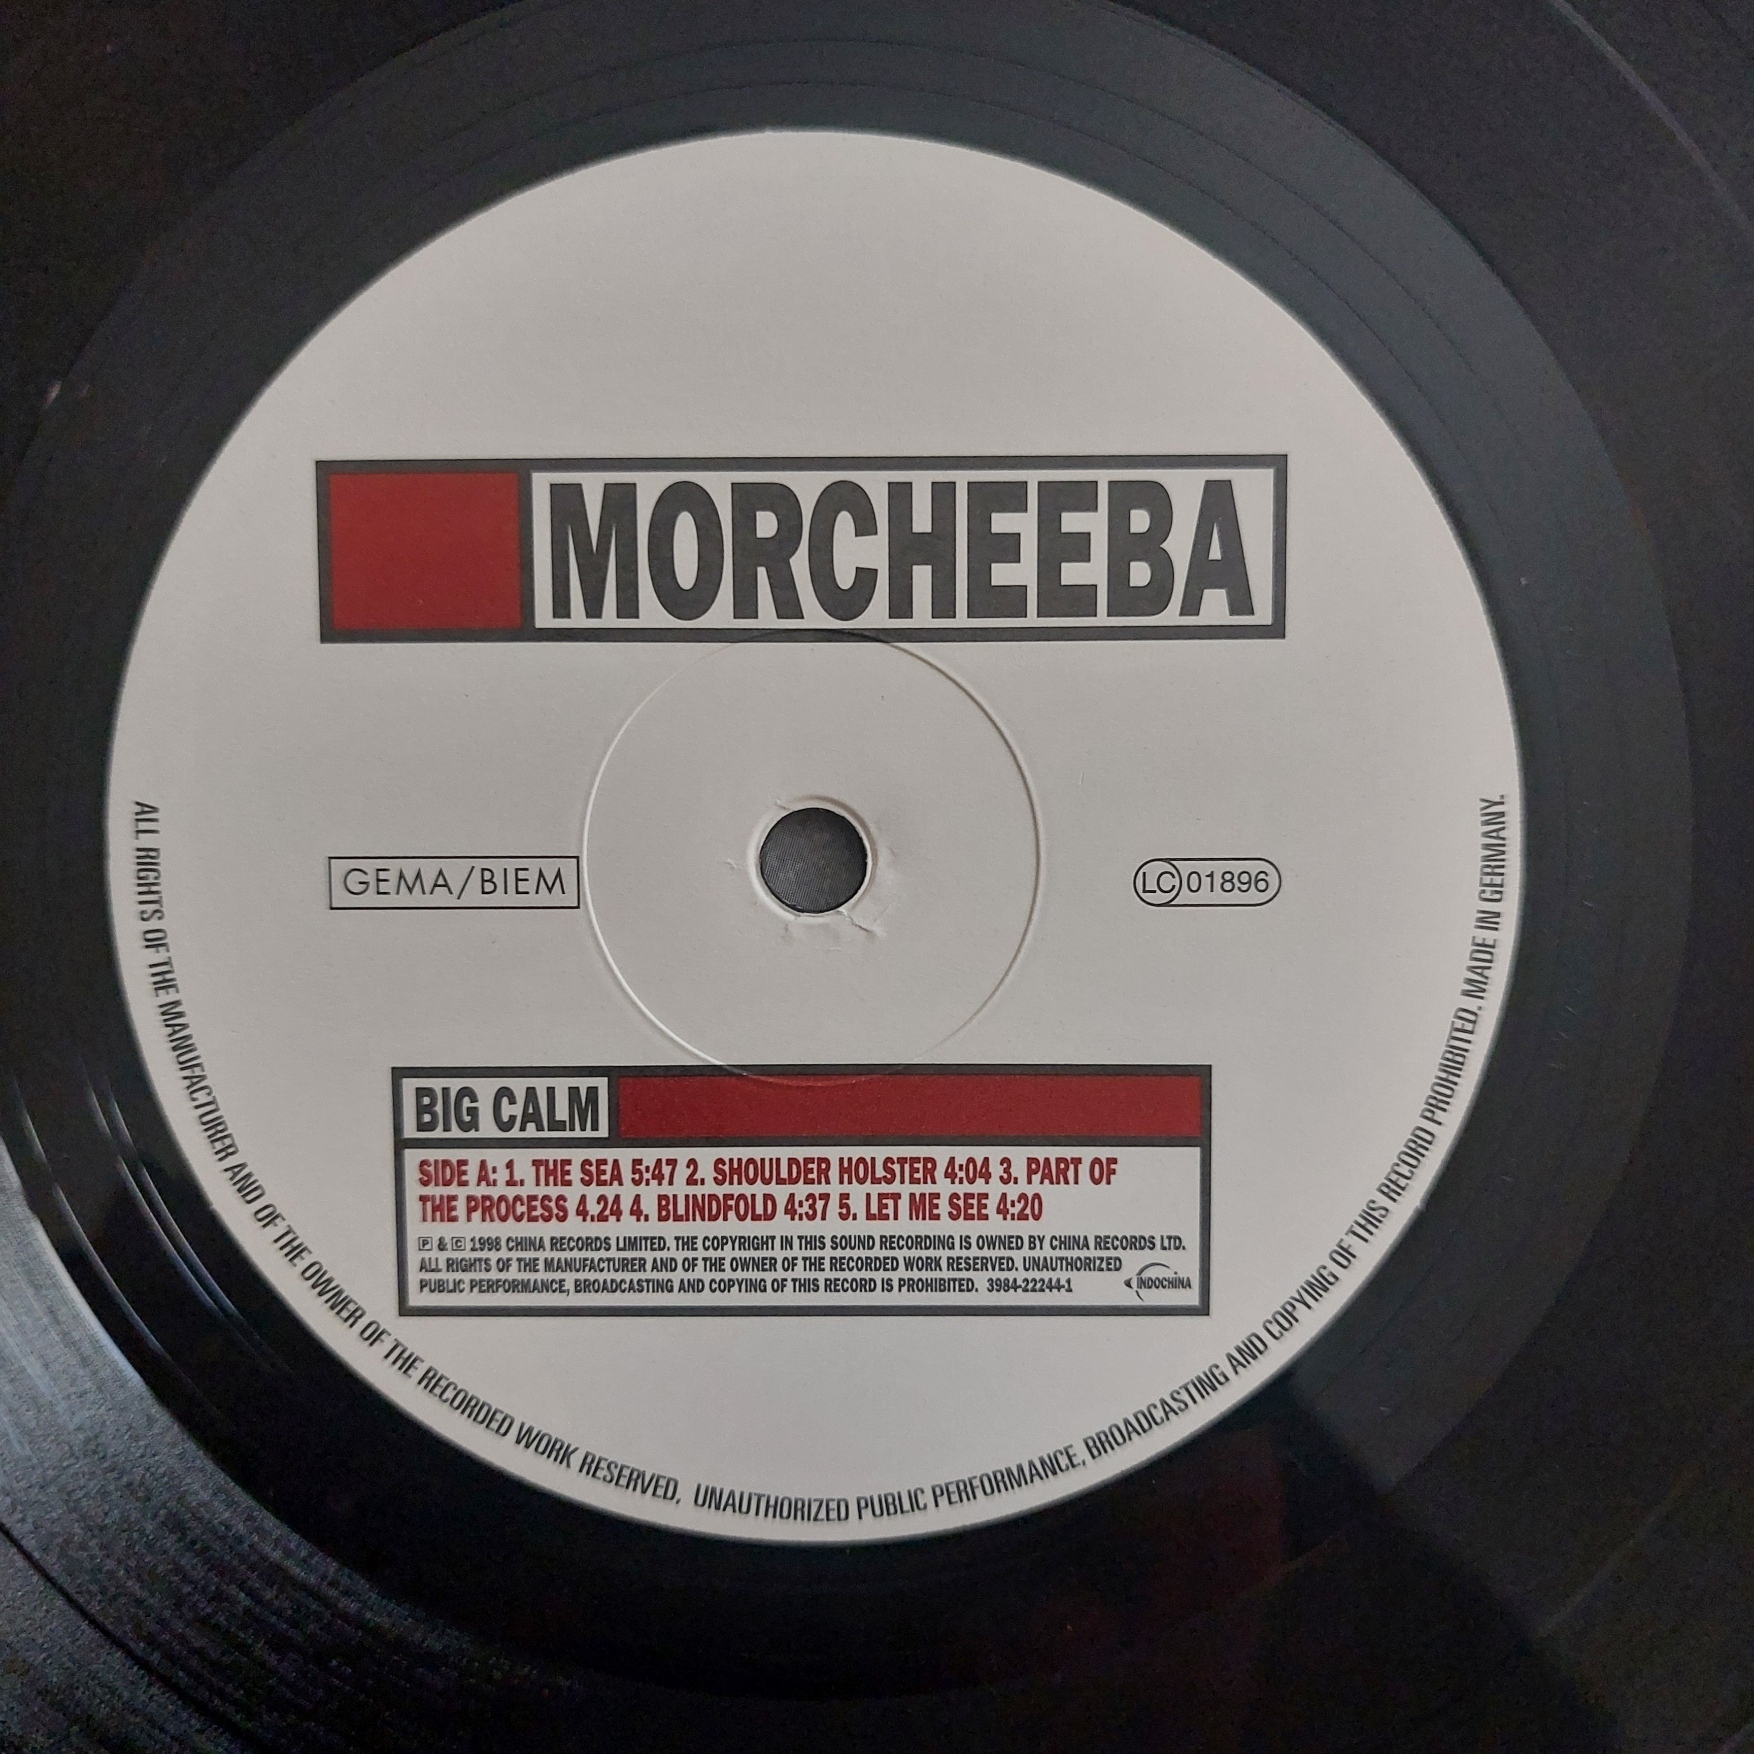 MORCHEEBA
GEMA/BIEM
LC 01896
BIG CALM
SIDE A: 1. THE SEA 5:47 2. SHOULDER HOLSTER 4:04 3. PART OF
THE PROCESS 4.24 4. BLINDFOLD 4:37 5. LET ME SEE 4:20
℗ & © 1998 CHINA RECORDS LIMITED. THE COPYRIGHT IN THIS SOUND RECORDING IS OWNED BY CHINA RECORDS LTD.
ALL RIGHTS OF THE MANUFACTURER AND OF THE OWNER OF THE RECORDED WORK RESERVED. UNAUTHORIZED
PUBLIC PERFORMANCE, BROADCASTING AND COPYING OF THIS RECORD IS PROHIBITED. 3984-22244-1
INDOCHINA
ALL RIGHTS OF THE MANUFACTURER AND OF THE OWNER OF THE RECORDED WORK RESERVED. UNAUTHORIZED PUBLIC PERFORMANCE, BROADCASTING AND COPYING OF THIS RECORD PROHIBITED. MADE IN GERMANY.